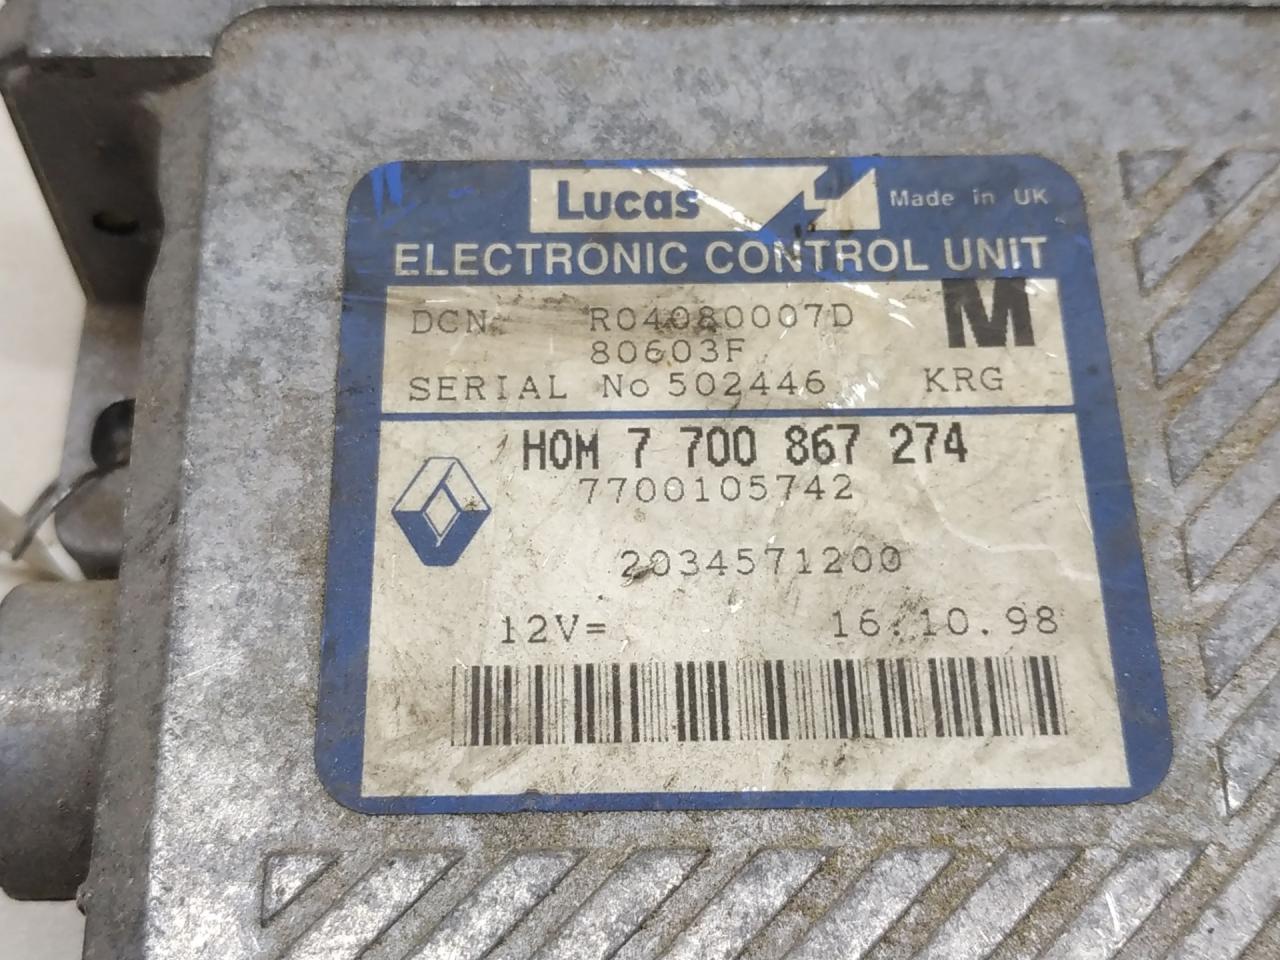 Lucas Made in UK
ELECTRONIC CONTROL UNIT
DCN R04080007D M
80603F
SERIAL No 502446 KRG
HOM 7 700 867 274
7700105742
2034571200
12V= 16.10.98